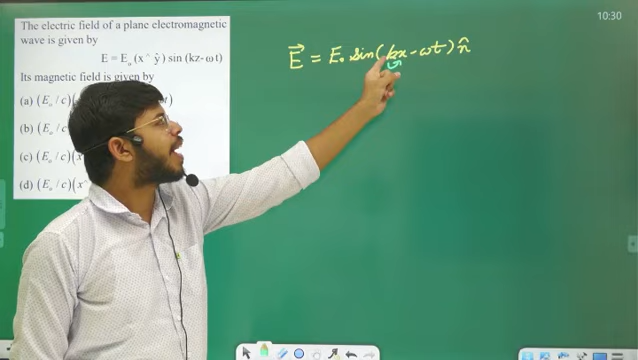 The electric field of a plane electromagnetic
wave is given by
E = E₀ (x^ ŷ) sin (kz-ωt)
Its magnetic field is given by
(a) (E₀ / c) t)
(b) (E₀ / c
(c) (E₀ / c)(x
(d) (E₀ / c)(x
E⃗ = E₀ sin(kx - ωt) n̂
10:30